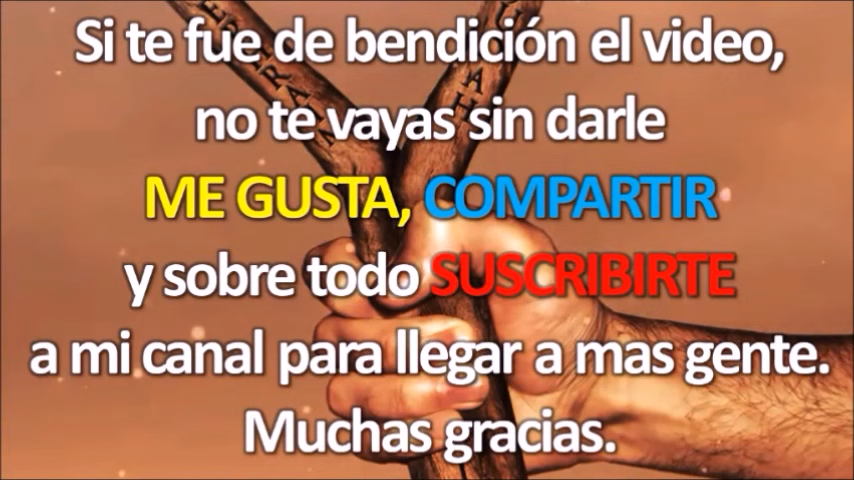 Si te fue de bendición el video,
no te vayas sin darle
ME GUSTA, COMPARTIR
y sobre todo SUSCRIBIRTE
a mi canal para llegar a mas gente.
Muchas gracias.